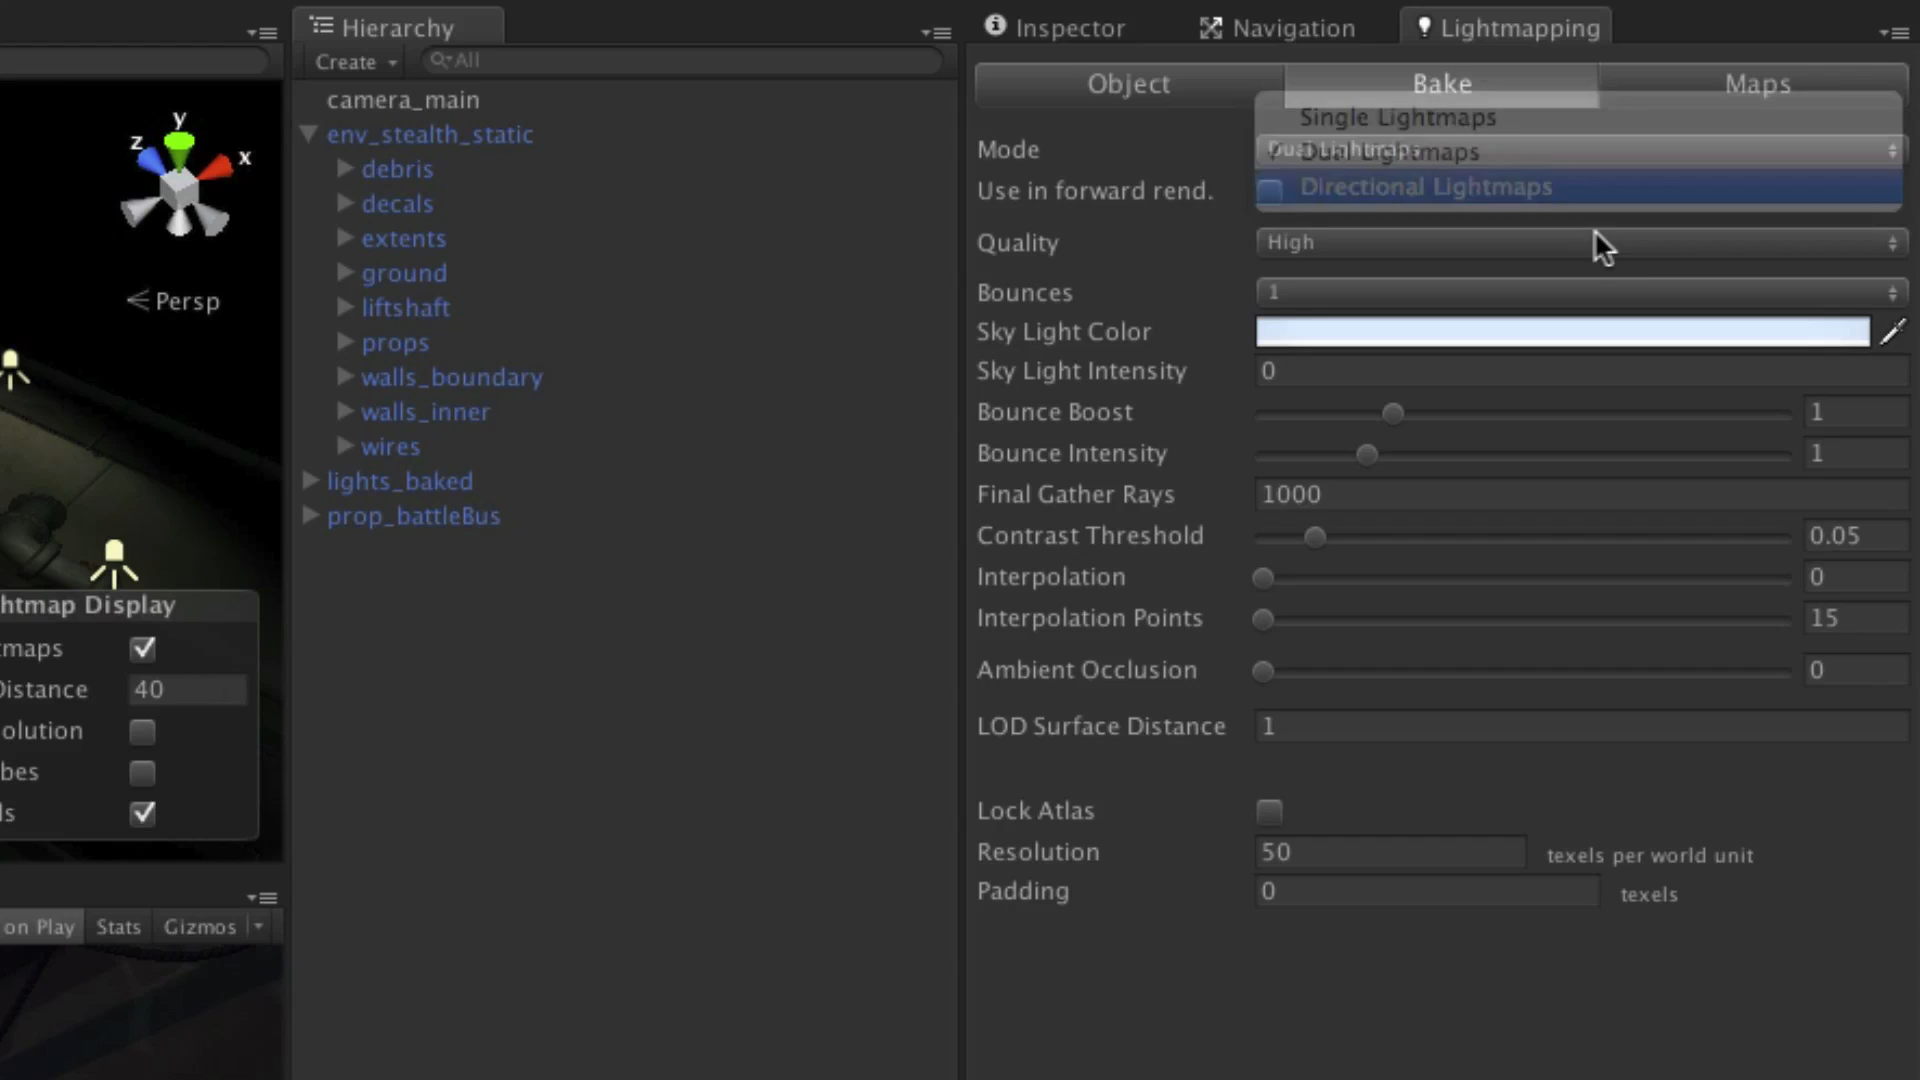 Hierarchy
Create
All
camera_main
env_stealth_static
debris
decals
extents
ground
liftshaft
props
walls_boundary
walls_inner
wires
lights_baked
prop_battleBus
y
z
x
Persp
htmap Display
maps
Distance
40
olution
bes
ls
on Play
Stats
Gizmos
Inspector
Navigation
Lightmapping
Object
Bake
Maps
Single Lightmaps
Mode
Dual Lightmaps
Dual Lightmaps
Use in forward rend.
Directional Lightmaps
Quality
High
Bounces
1
Sky Light Color
Sky Light Intensity
0
Bounce Boost
1
Bounce Intensity
1
Final Gather Rays
1000
Contrast Threshold
0.05
Interpolation
0
Interpolation Points
15
Ambient Occlusion
0
LOD Surface Distance
1
Lock Atlas
Resolution
50
texels per world unit
Padding
0
texels